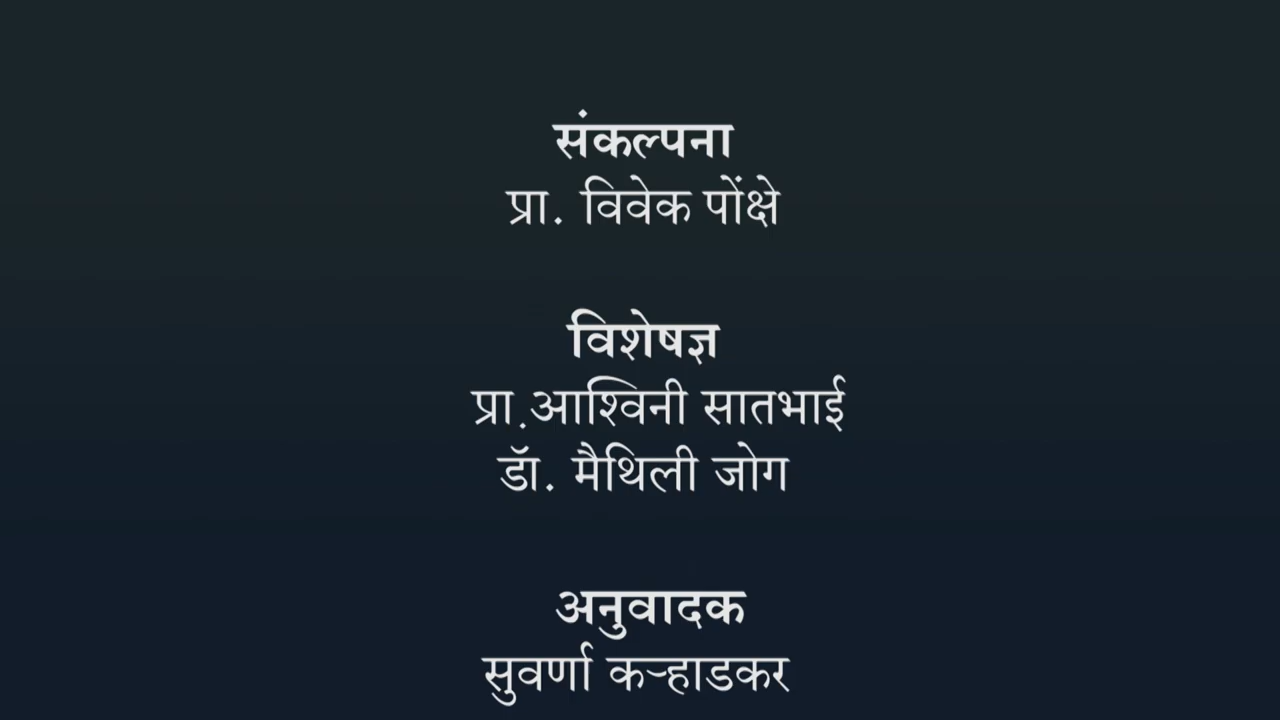 संकल्पना
प्रा. विवेक पोंक्षे
विशेषज्ञ
प्रा.आश्विनी सातभाई
डॉ. मैथिली जोग
अनुवादक
सुवर्णा कऱ्हाडकर